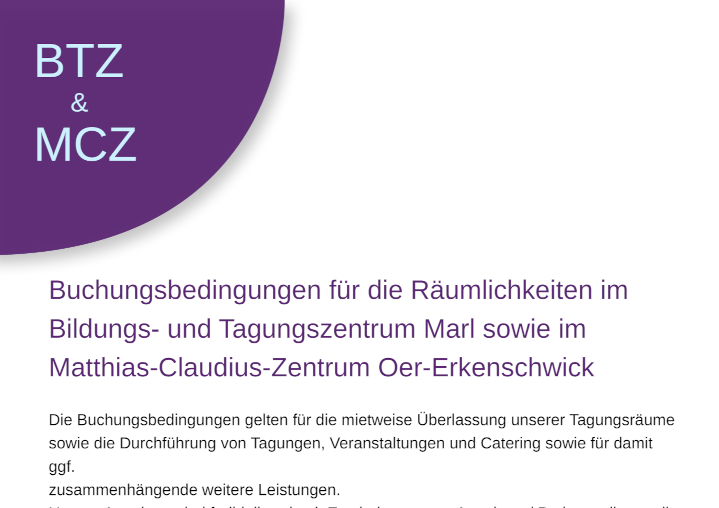 BTZ
&
MCZ
Buchungsbedingungen für die Räumlichkeiten im
Bildungs- und Tagungszentrum Marl sowie im
Matthias-Claudius-Zentrum Oer-Erkenschwick
Die Buchungsbedingungen gelten für die mietweise Überlassung unserer Tagungsräume
sowie die Durchführung von Tagungen, Veranstaltungen und Catering sowie für damit
ggf.
zusammenhängende weitere Leistungen.